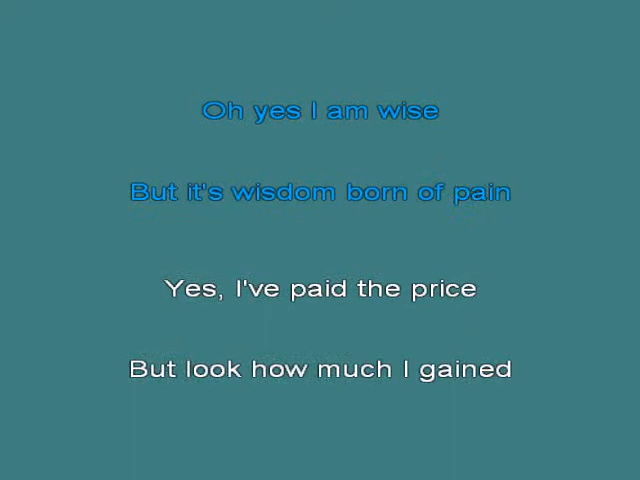 Oh yes I am wise
But it's wisdom born of pain
Yes, I've paid the price
But look how much I gained